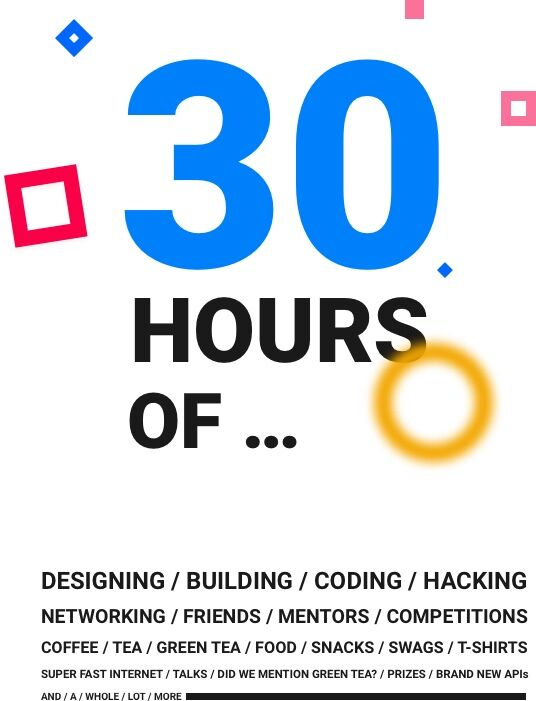 30
HOURS
OF ...
DESIGNING / BUILDING / CODING / HACKING
NETWORKING / FRIENDS / MENTORS / COMPETITIONS
COFFEE / TEA / GREEN TEA / FOOD / SNACKS / SWAGS / T-SHIRTS
SUPER FAST INTERNET / TALKS / DID WE MENTION GREEN TEA? / PRIZES / BRAND NEW APIs
AND / A / WHOLE / LOT / MORE